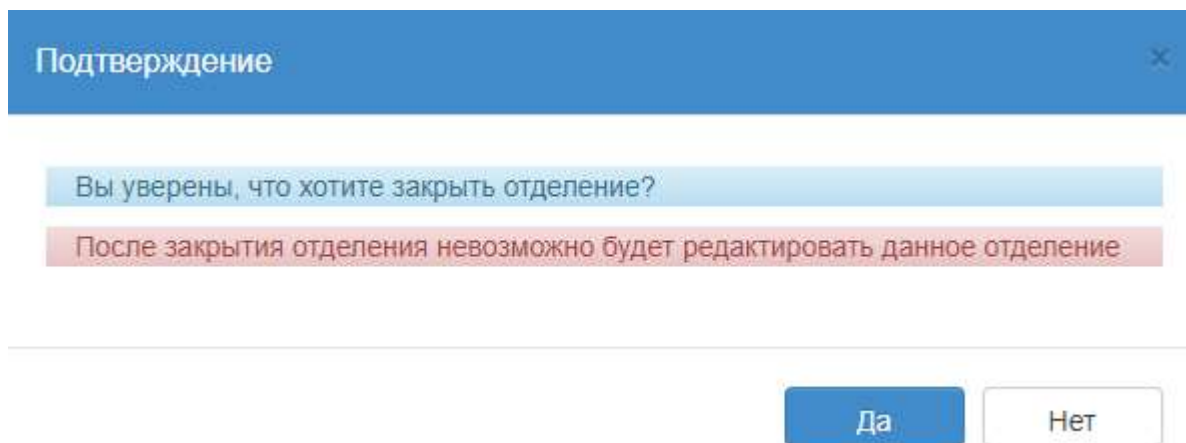 Подтверждение
×
Вы уверены, что хотите закрыть отделение?
После закрытия отделения невозможно будет редактировать данное отделение
Да
Нет